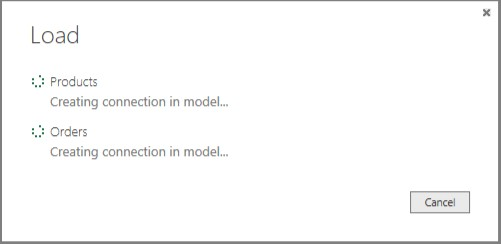 Load
Products
Creating connection in model...
Orders
Creating connection in model...
Cancel